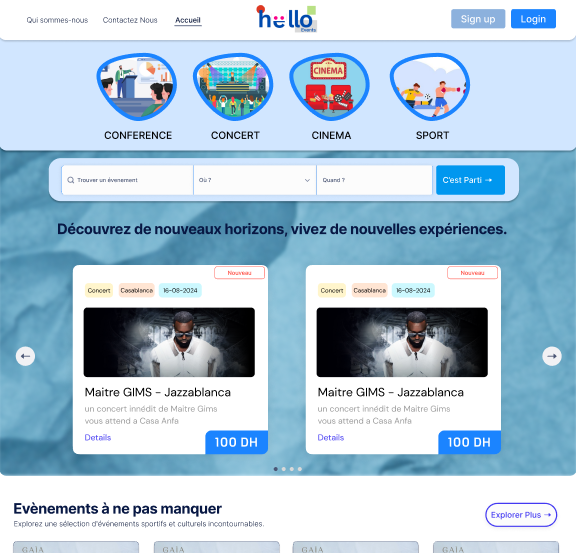 Qui sommes-nous Contactez Nous Accueil
hello
Events
Sign up Login
CINEMA
CONFERENCE CONCERT CINEMA SPORT
Trouver un évenement Où ? Quand ? C'est Parti →
Découvrez de nouveaux horizons, vivez de nouvelles expériences.
Nouveau
Concert Casablanca 16-08-2024
Maitre GIMS - Jazzablanca
un concert innédit de Maitre Gims
vous attend a Casa Anfa
Details
100 DH
Nouveau
Concert Casablanca 16-08-2024
Maitre GIMS - Jazzablanca
un concert innédit de Maitre Gims
vous attend a Casa Anfa
Details
100 DH
Evènements à ne pas manquer
Explorez une sélection d'événements sportifs et culturels incontournables.
Explorer Plus →
GAIA GAIA GAIA GAIA